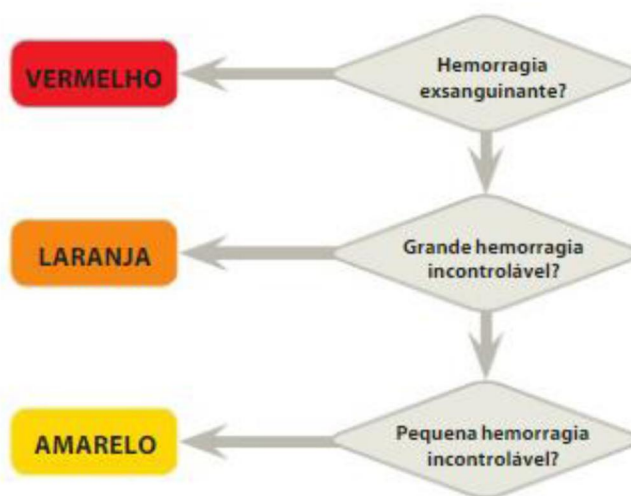 VERMELHO
Hemorragia
exsanguinante?
LARANJA
Grande hemorragia
incontrolável?
AMARELO
Pequena hemorragia
incontrolável?